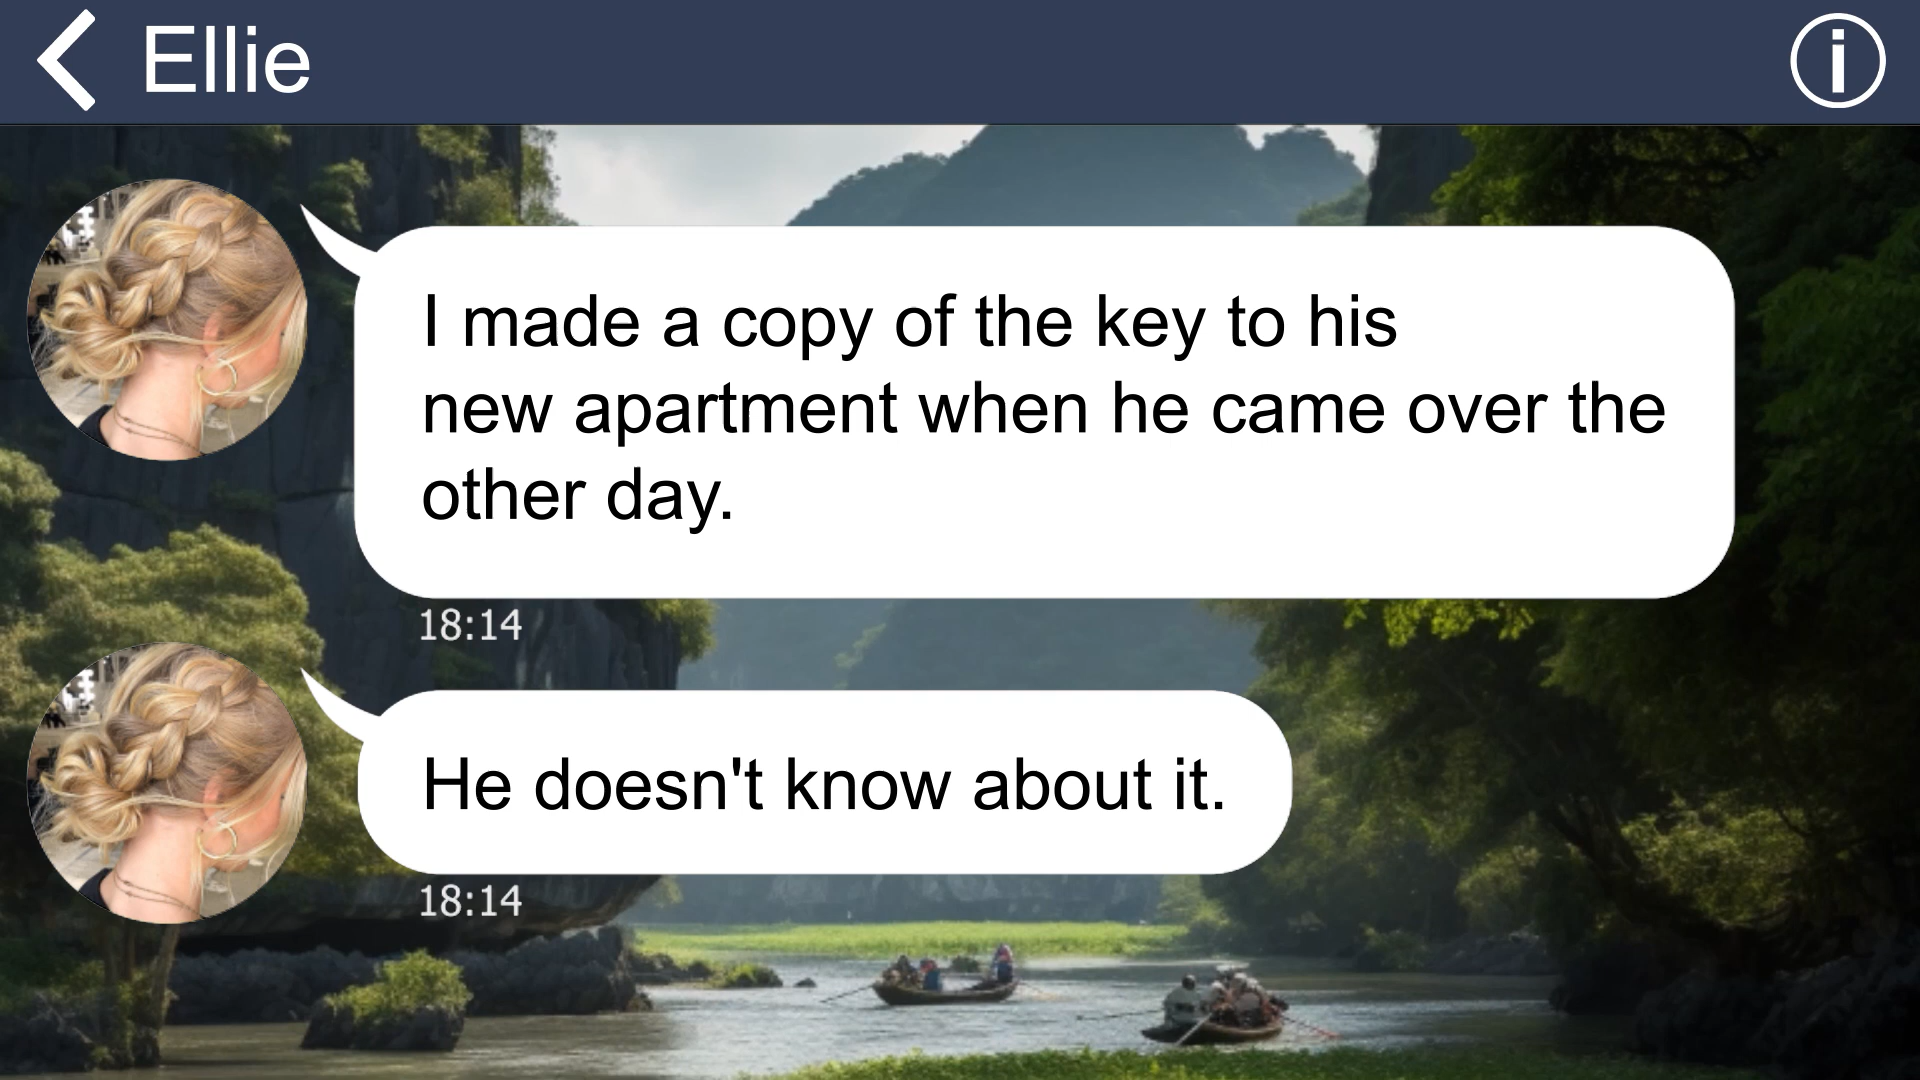 Ellie
I made a copy of the key to his
new apartment when he came over the
other day.
18:14
He doesn't know about it.
18:14